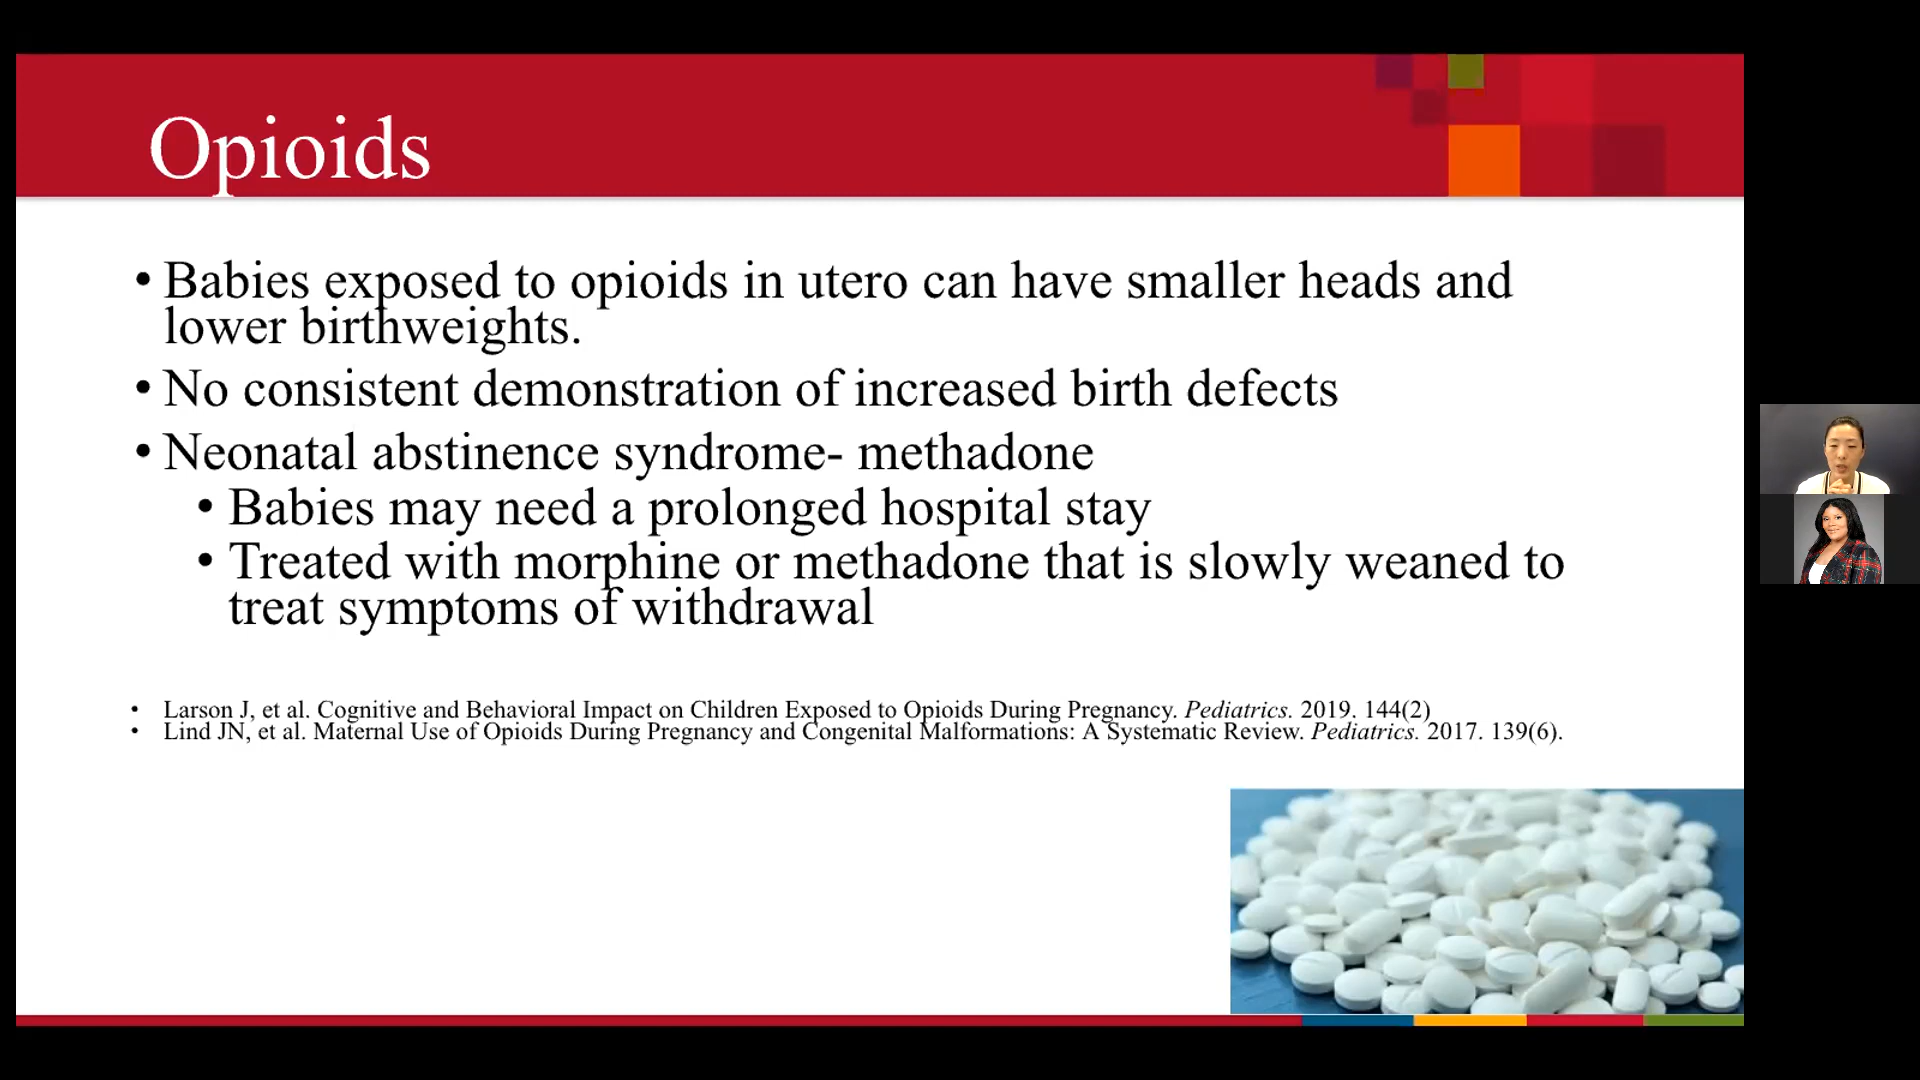 Opioids
• Babies exposed to opioids in utero can have smaller heads and
lower birthweights.
• No consistent demonstration of increased birth defects
• Neonatal abstinence syndrome- methadone
• Babies may need a prolonged hospital stay
• Treated with morphine or methadone that is slowly weaned to
treat symptoms of withdrawal
• Larson J, et al. Cognitive and Behavioral Impact on Children Exposed to Opioids During Pregnancy. Pediatrics. 2019. 144(2)
• Lind JN, et al. Maternal Use of Opioids During Pregnancy and Congenital Malformations: A Systematic Review. Pediatrics. 2017. 139(6).